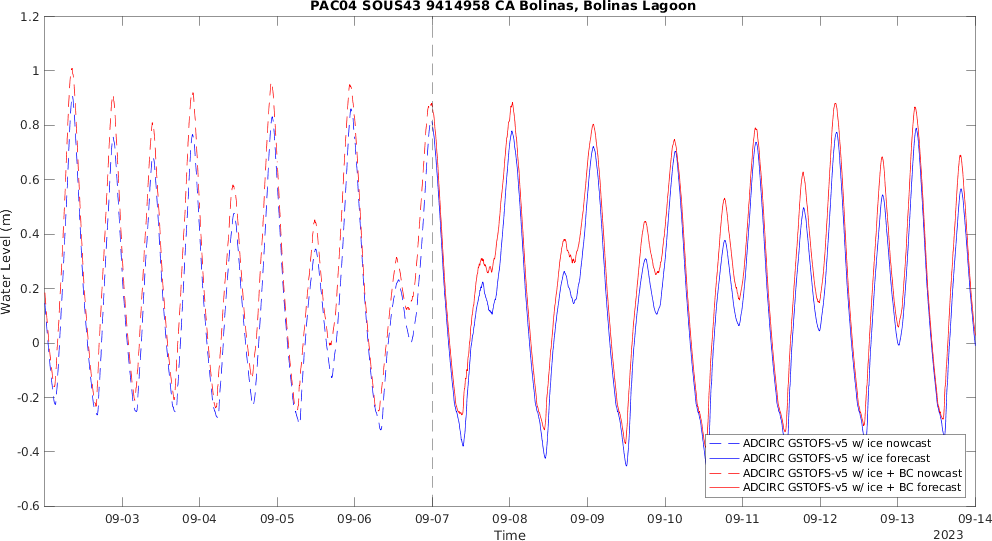 PAC04 SOUS43 9414958 CA Bolinas, Bolinas Lagoon
Water Level (m)
1.2
1
0.8
0.6
0.4
0.2
0
-0.2
-0.4
-0.6
ADCIRC GSTOFS-v5 w/ ice nowcast
ADCIRC GSTOFS-v5 w/ ice forecast
ADCIRC GSTOFS-v5 w/ ice + BC nowcast
ADCIRC GSTOFS-v5 w/ ice + BC forecast
09-03 09-04 09-05 09-06 09-07 09-08 09-09 09-10 09-11 09-12 09-13 09-14
Time
2023